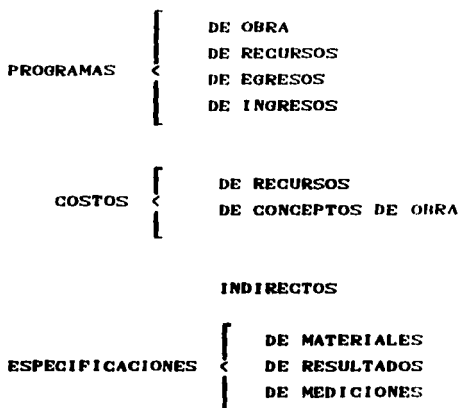 DE OBRA
DE RECURSOS
PROGRAMAS
DE EGRESOS
DE INGRESOS
DE RECURSOS
COSTOS
DE CONCEPTOS DE OBRA
INDIRECTOS
DE MATERIALES
ESPECIFICACIONES DE RESULTADOS
DE MEDICIONES